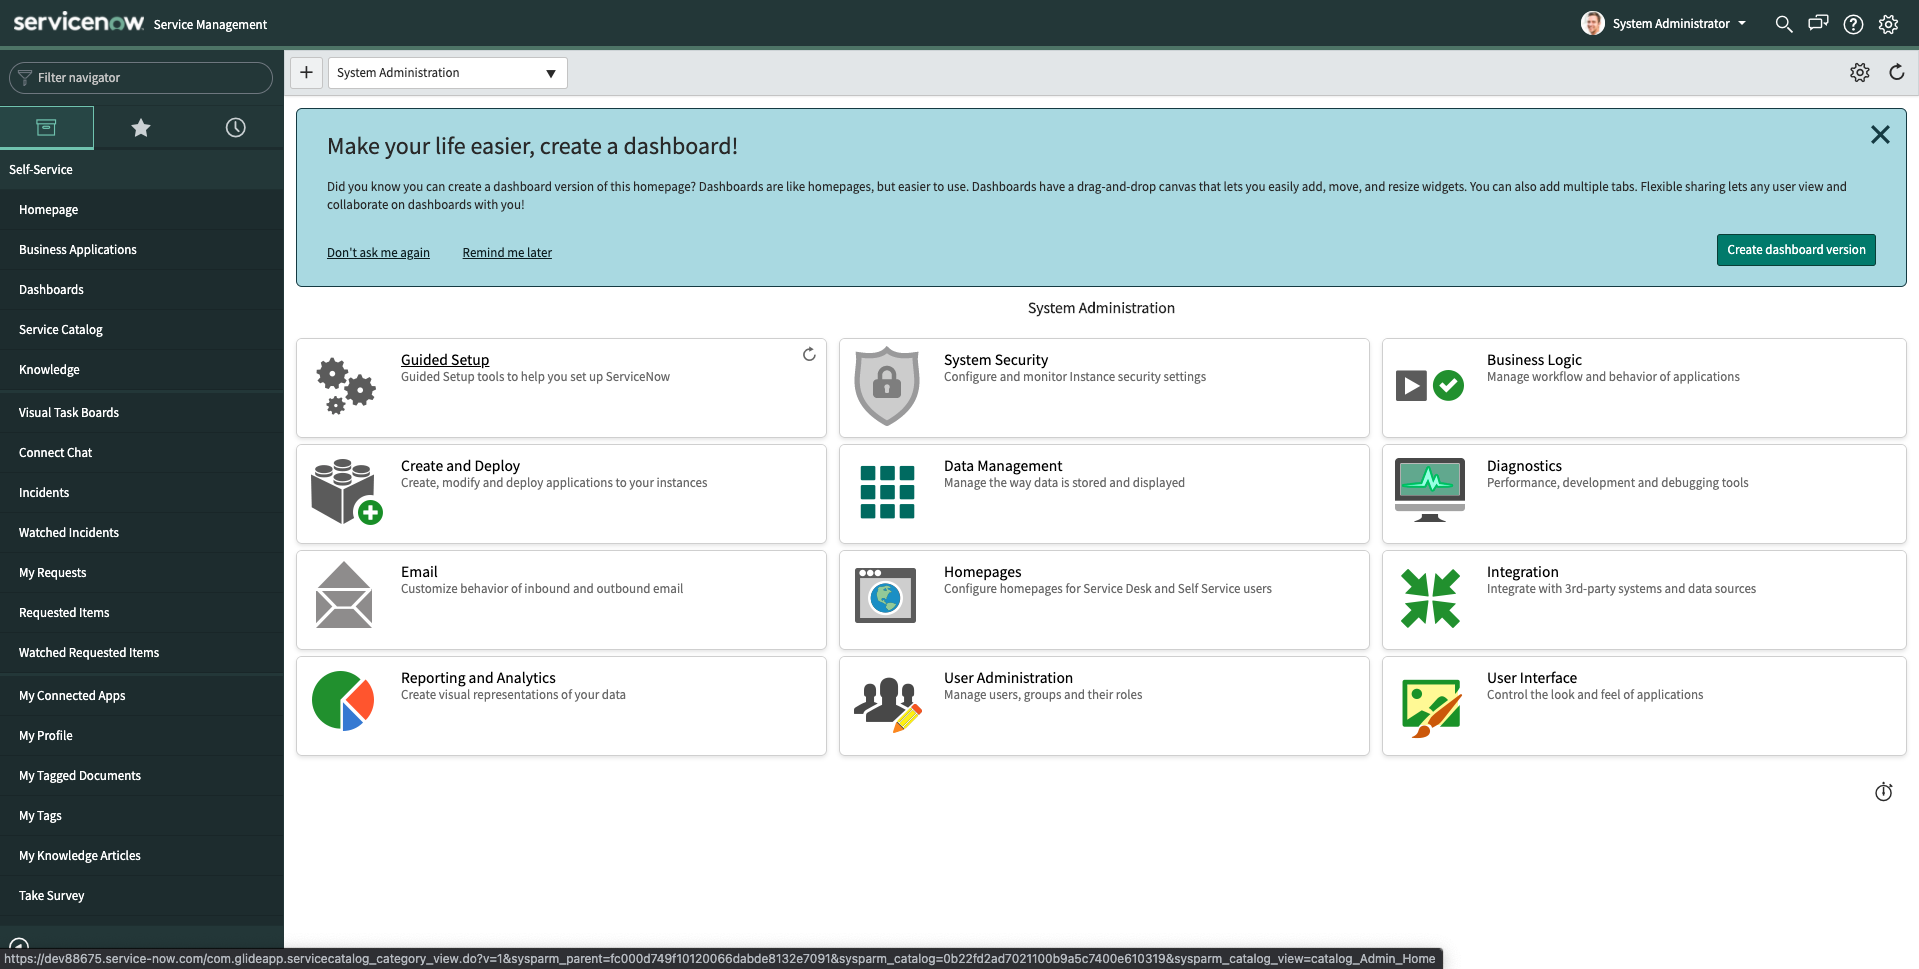 servicenow Service Management
System Administrator
Filter navigator
System Administration
Self-Service
Homepage
Business Applications
Dashboards
Service Catalog
Knowledge
Visual Task Boards
Connect Chat
Incidents
Watched Incidents
My Requests
Requested Items
Watched Requested Items
My Connected Apps
My Profile
My Tagged Documents
My Tags
My Knowledge Articles
Take Survey
Make your life easier, create a dashboard!
Did you know you can create a dashboard version of this homepage? Dashboards are like homepages, but easier to use. Dashboards have a drag-and-drop canvas that lets you easily add, move, and resize widgets. You can also add multiple tabs. Flexible sharing lets any user view and
collaborate on dashboards with you!
Don't ask me again
Remind me later
Create dashboard version
System Administration
Guided Setup
Guided Setup tools to help you set up ServiceNow
System Security
Configure and monitor Instance security settings
Business Logic
Manage workflow and behavior of applications
Create and Deploy
Create, modify and deploy applications to your instances
Data Management
Manage the way data is stored and displayed
Diagnostics
Performance, development and debugging tools
Email
Customize behavior of inbound and outbound email
Homepages
Configure homepages for Service Desk and Self Service users
Integration
Integrate with 3rd-party systems and data sources
Reporting and Analytics
Create visual representations of your data
User Administration
Manage users, groups and their roles
User Interface
Control the look and feel of applications
https://dev88675.service-now.com/com.glideapp.servicecatalog_category_view.do?v=1&sysparm_parent=fc000d749f10120066dabde8132e7091&sysparm_catalog=0b22fd2ad7021100b9a5c7400e610319&sysparm_catalog_view=catalog_Admin_Home